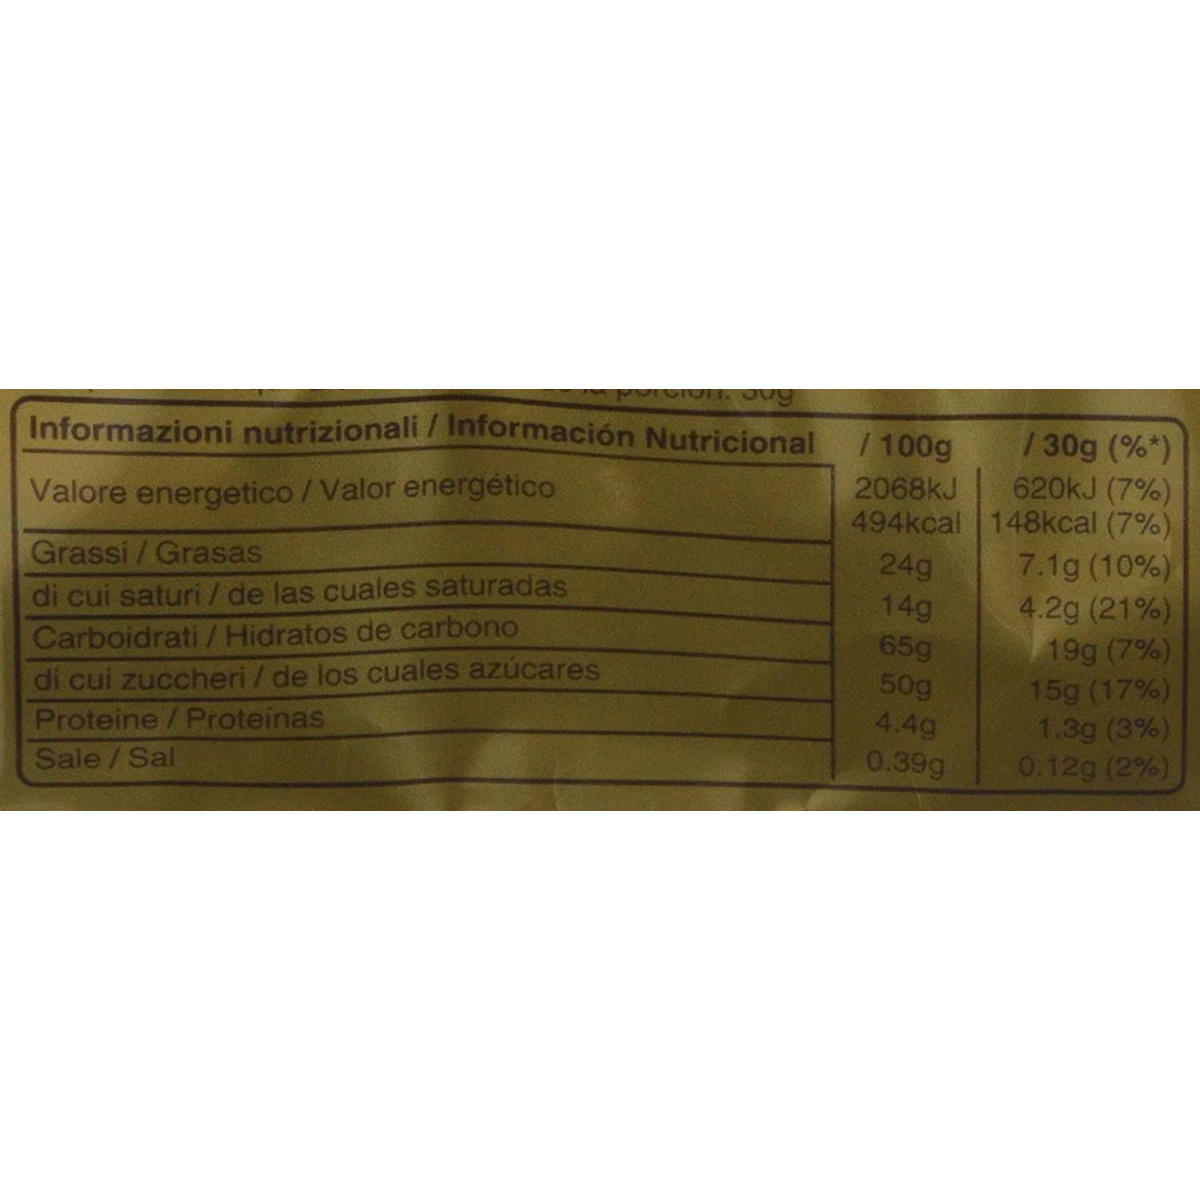 porción: 30g
Informazioni nutrizionali / Información Nutricional / 100g / 30g (%*)
Valore energetico / Valor energético 2068kJ 620kJ (7%)
494kcal 148kcal (7%)
Grassi / Grasas 24g 7.1g (10%)
di cui saturi / de las cuales saturadas 14g 4.2g (21%)
Carboidrati / Hidratos de carbono 65g 19g (7%)
di cui zuccheri / de los cuales azúcares 50g 15g (17%)
Proteine / Proteínas 4.4g 1.3g (3%)
Sale / Sal 0.39g 0.12g (2%)